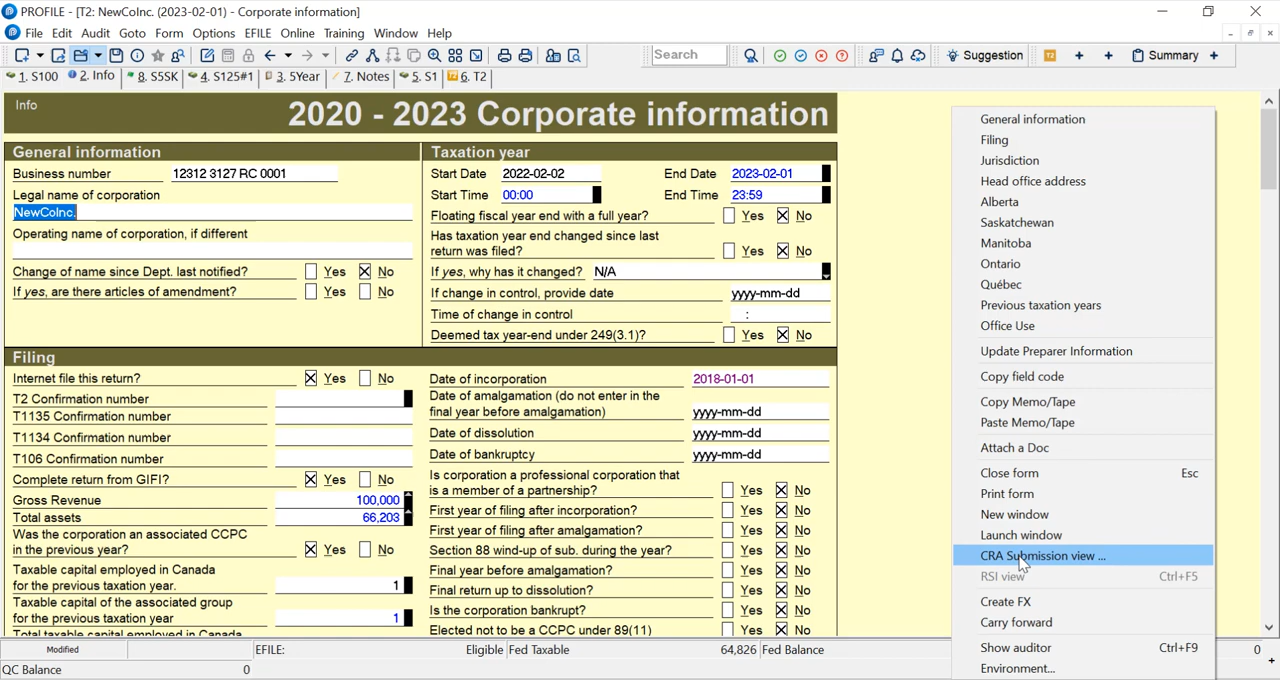 PROFILE - [T2: NewCoInc. (2023-02-01) - Corporate information]
File Edit Audit Goto Form Options EFILE Online Training Window Help
Search Suggestion T2 Summary
1. S100 2. Info 8. S5SK 4. S125#1 3. 5Year 7. Notes 5. S1 T2 6. T2
Info
2020 - 2023 Corporate information
General information
Business number 12312 3127 RC 0001
Legal name of corporation
NewCoInc.
Operating name of corporation, if different
Change of name since Dept. last notified? Yes No
If yes, are there articles of amendment? Yes No
Taxation year
Start Date 2022-02-02 End Date 2023-02-01
Start Time 00:00 End Time 23:59
Floating fiscal year end with a full year? Yes No
Has taxation year end changed since last
return was filed? Yes No
If yes, why has it changed? N/A
If change in control, provide date yyyy-mm-dd
Time of change in control :
Deemed tax year-end under 249(3.1)? Yes No
Filing
Internet file this return? Yes No
T2 Confirmation number
T1135 Confirmation number
T1134 Confirmation number
T106 Confirmation number
Complete return from GIFI? Yes No
Gross Revenue 100,000
Total assets 66,203
Was the corporation an associated CCPC
in the previous year? Yes No
Taxable capital employed in Canada
for the previous taxation year. 1
Taxable capital of the associated group
for the previous taxation year 1
Total taxable capital employed in Canada
Date of incorporation 2018-01-01
Date of amalgamation (do not enter in the
final year before amalgamation) yyyy-mm-dd
Date of dissolution yyyy-mm-dd
Date of bankruptcy yyyy-mm-dd
Is corporation a professional corporation that
is a member of a partnership? Yes No
First year of filing after incorporation? Yes No
First year of filing after amalgamation? Yes No
Section 88 wind-up of sub. during the year? Yes No
Final year before amalgamation? Yes No
Final return up to dissolution? Yes No
Is the corporation bankrupt? Yes No
Elected not to be a CCPC under 89(11) Yes No
General information
Filing
Jurisdiction
Head office address
Alberta
Saskatchewan
Manitoba
Ontario
Québec
Previous taxation years
Office Use
Update Preparer Information
Copy field code
Copy Memo/Tape
Paste Memo/Tape
Attach a Doc
Close form Esc
Print form
New window
Launch window
CRA Submission view ...
RSI view Ctrl+F5
Create FX
Carry forward
Show auditor Ctrl+F9
Environment...
Modified EFILE: Eligible Fed Taxable 64,826 Fed Balance 0
QC Balance 0